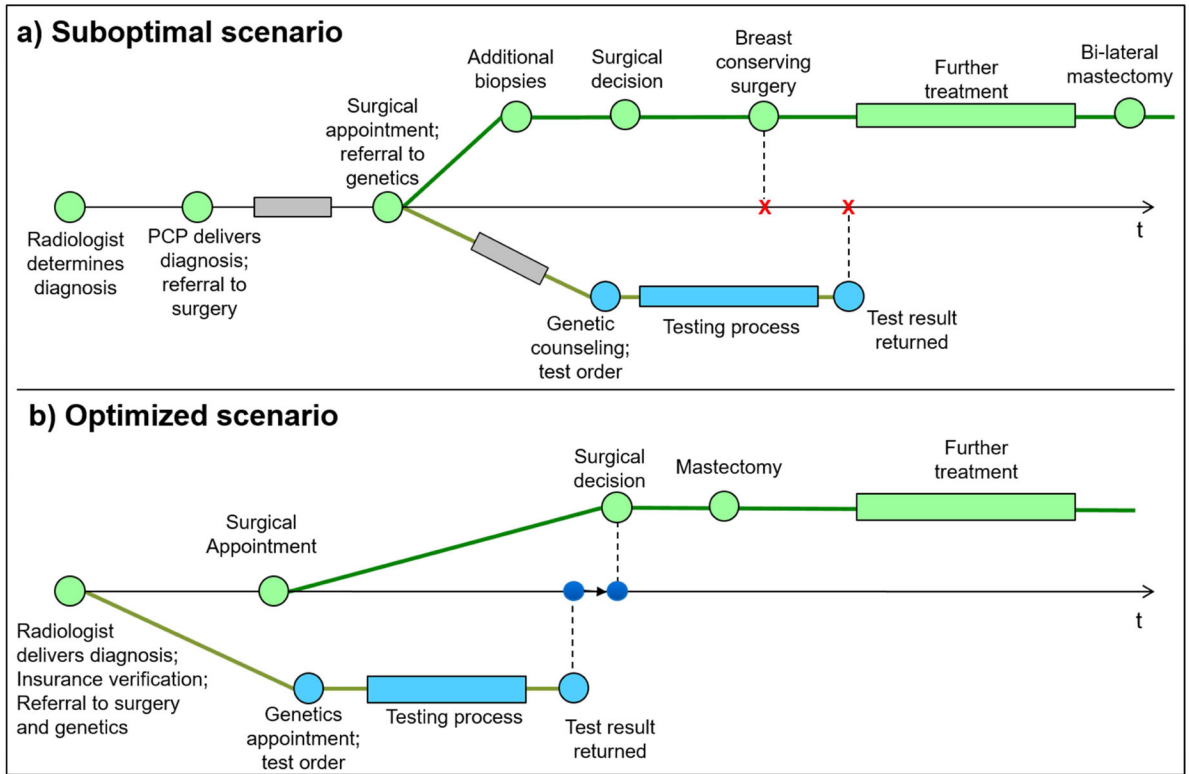 a) Suboptimal scenario
Additional
biopsies
Surgical
decision
Breast
conserving
surgery
Further
treatment
Bi-lateral
mastectomy
Surgical
appointment;
referral to
genetics
Radiologist
determines
diagnosis
PCP delivers
diagnosis;
referral to
surgery
X
X
t
Genetic
counseling;
test order
Testing process
Test result
returned
b) Optimized scenario
Surgical
decision
Mastectomy
Further
treatment
Surgical
Appointment
t
Radiologist
delivers diagnosis;
Insurance verification;
Referral to surgery
and genetics
Genetics
appointment;
test order
Testing process
Test result
returned